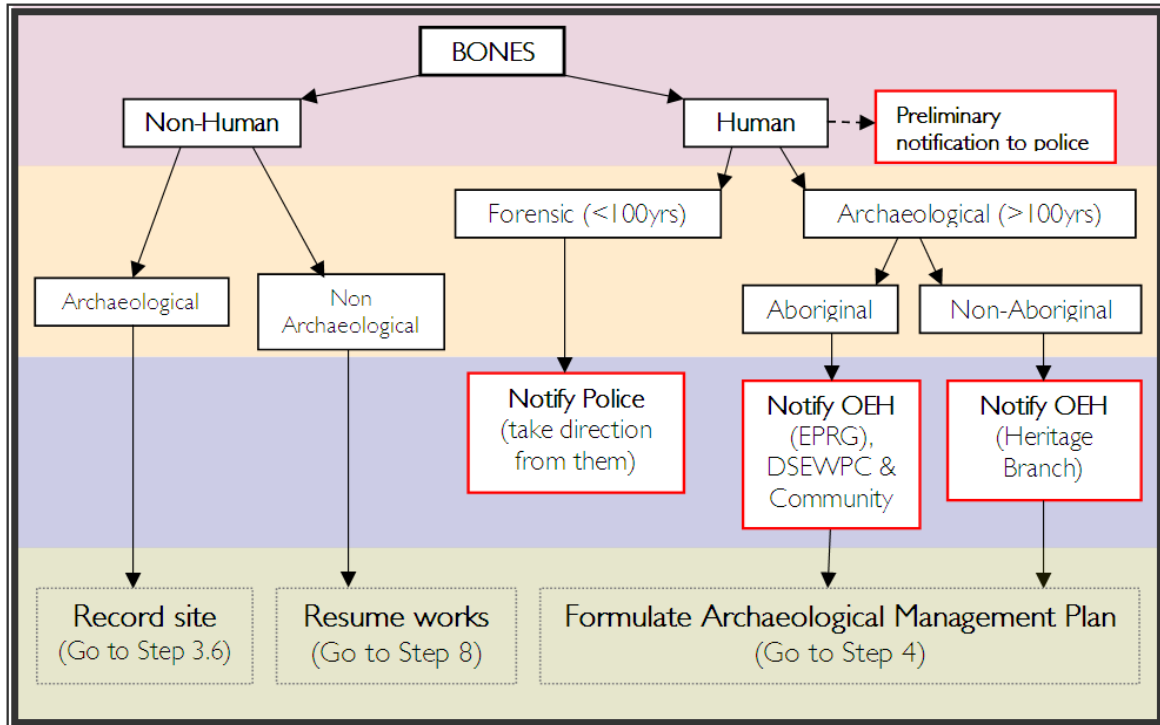 BONES
Non-Human
Human
Preliminary
notification to police
Forensic (<100yrs)
Archaeological (>100yrs)
Archaeological
Non
Archaeological
Aboriginal
Non-Aboriginal
Notify Police
(take direction
from them)
Notify OEH
(EPRG),
DSEWPC &
Community
Notify OEH
(Heritage
Branch)
Record site
(Go to Step 3.6)
Resume works
(Go to Step 8)
Formulate Archaeological Management Plan
(Go to Step 4)